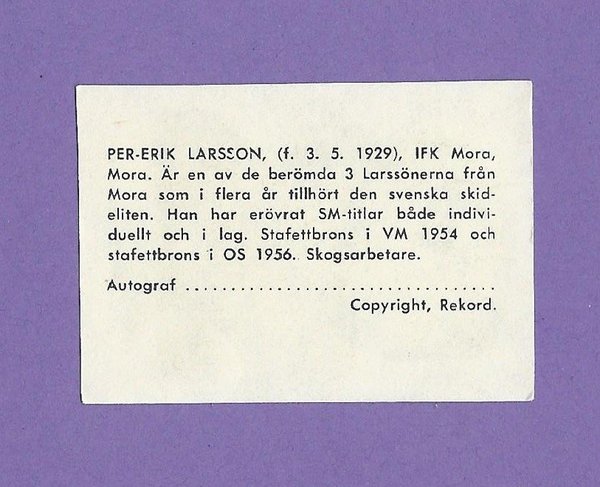 PER-ERIK LARSSON, (f. 3. 5. 1929), IFK Mora,
Mora. Är en av de berömda 3 Larssönerna från
Mora som i flera år tillhört den svenska skid-
eliten. Han har erövrat SM-titlar både indivi-
duellt och i lag. Stafettbrons i VM 1954 och
stafettbrons i OS 1956. Skogsarbetare.
Autograf ..................................
Copyright, Rekord.